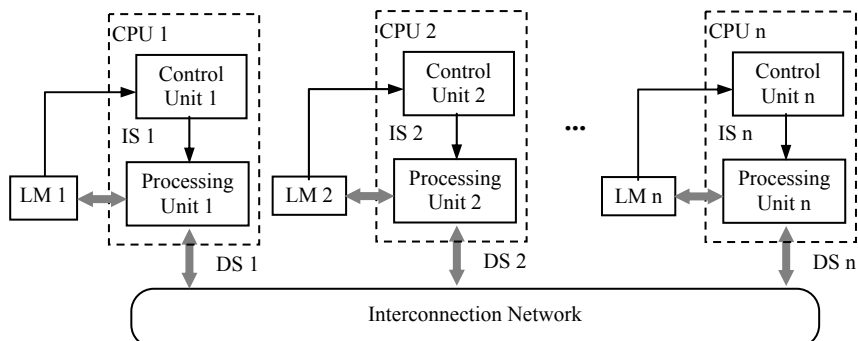 CPU 1
Control
Unit 1
IS 1
LM 1
Processing
Unit 1
DS 1
CPU 2
Control
Unit 2
IS 2
LM 2
Processing
Unit 2
DS 2
...
CPU n
Control
Unit n
IS n
LM n
Processing
Unit n
DS n
Interconnection Network